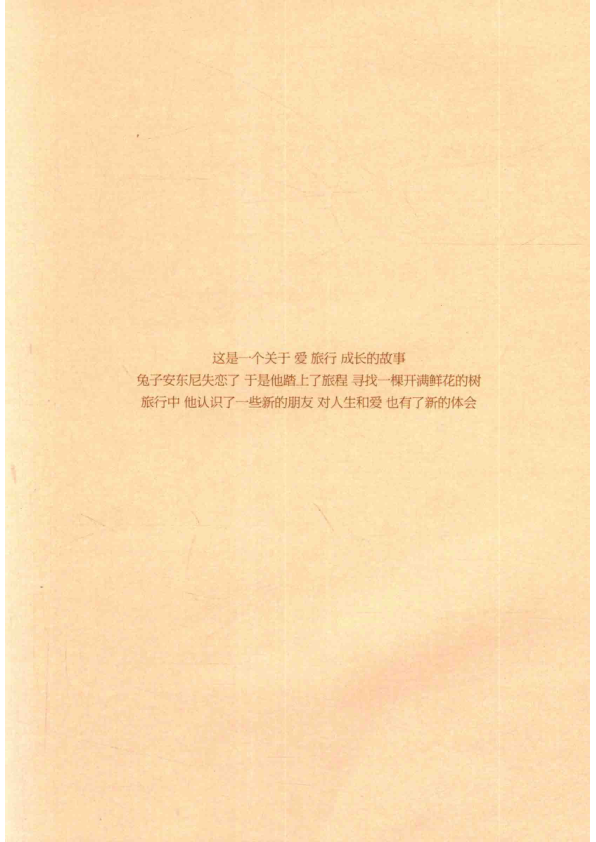 这是一个关于 爱 旅行 成长的故事
兔子安东尼失恋了 于是他踏上了旅程 寻找一棵开满鲜花的树
旅行中 他认识了一些新的朋友 对人生和爱 也有了新的体会